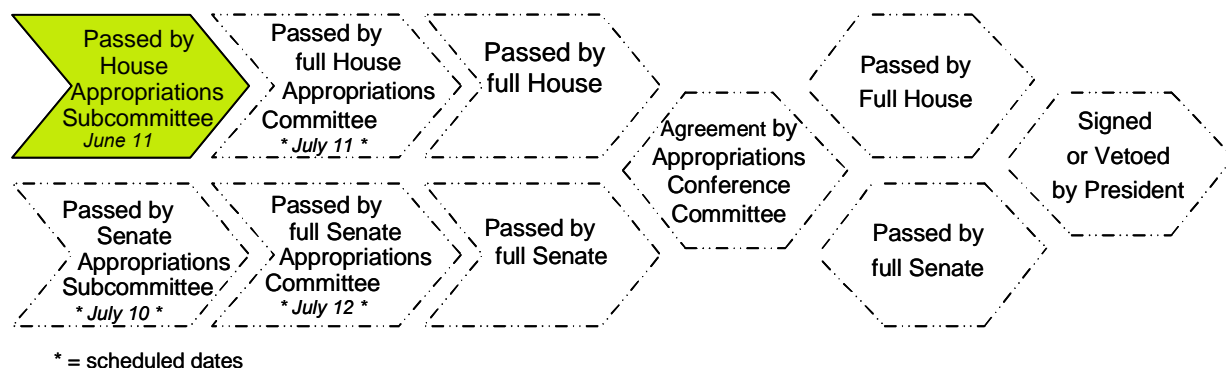 Passed by
House
Appropriations
Subcommittee
June 11
Passed by
full House
Appropriations
Committee
* July 11 *
Passed by
full House
Agreement by
Appropriations
Conference
Committee
Passed by
Full House
Signed
or Vetoed
by President
Passed by
Senate
Appropriations
Subcommittee
* July 10 *
Passed by
full Senate
Appropriations
Committee
* July 12 *
Passed by
full Senate
Passed by
full Senate
* = scheduled dates